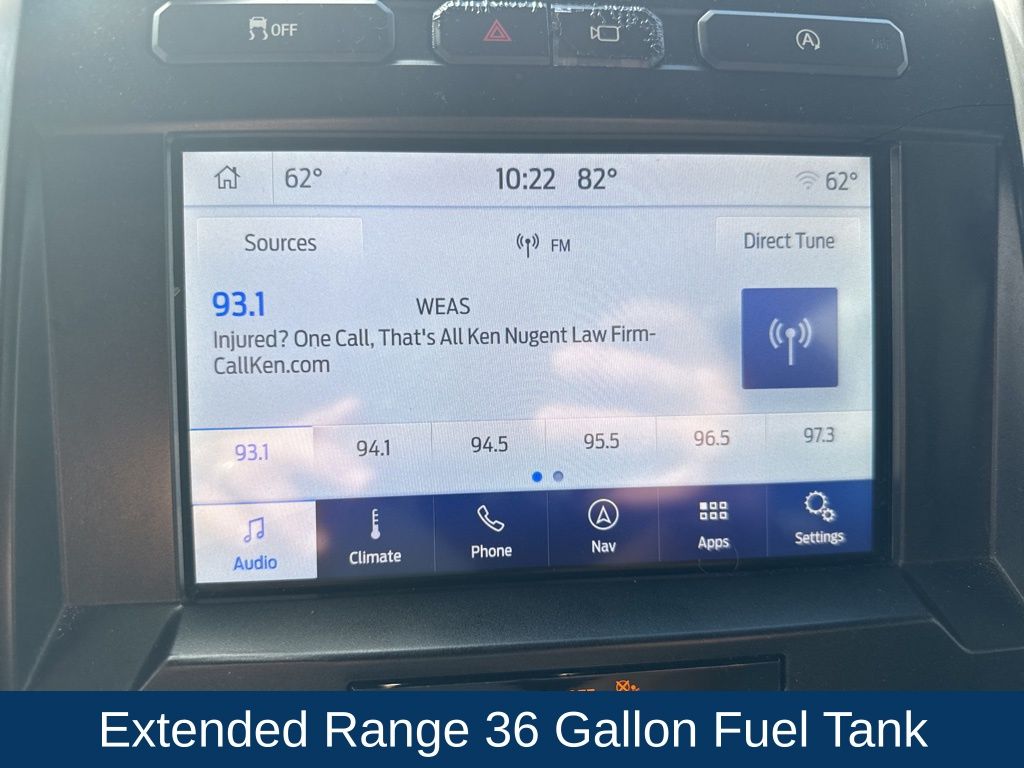 OFF
62° 10:22 82° 62°
Sources FM Direct Tune
93.1 WEAS
Injured? One Call, That's All Ken Nugent Law Firm-
CallKen.com
93.1 94.1 94.5 95.5 96.5 97.3
Audio Climate Phone Nav Apps Settings
Extended Range 36 Gallon Fuel Tank